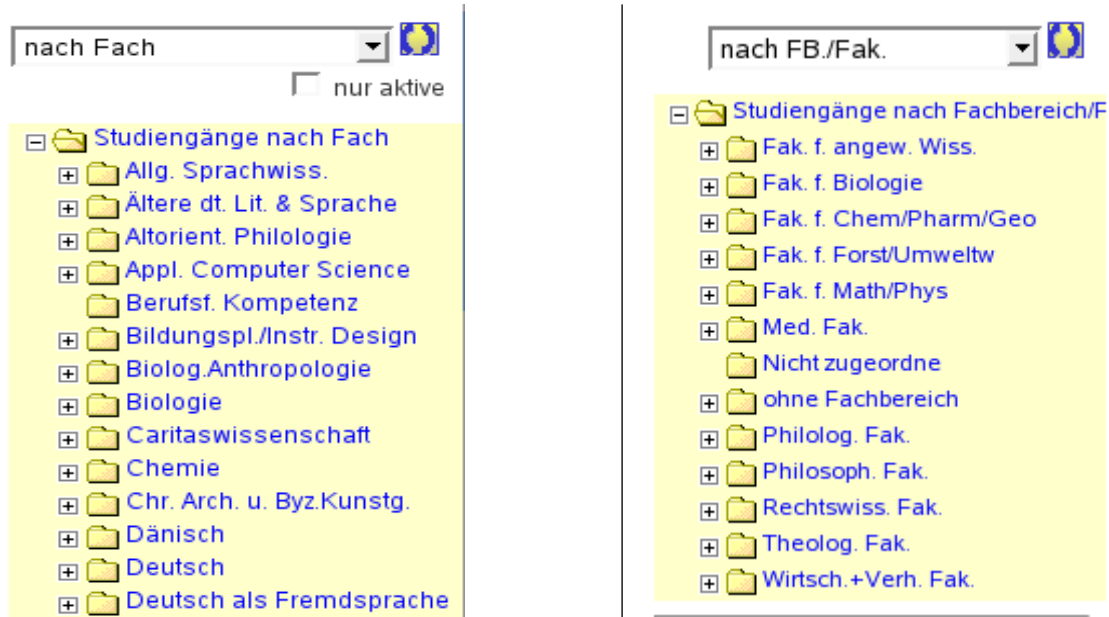 nach Fach
nur aktive
Studiengänge nach Fach
Allg. Sprachwiss.
Ältere dt. Lit. & Sprache
Altorient. Philologie
Appl. Computer Science
Berufsf. Kompetenz
Bildungspl./Instr. Design
Biolog.Anthropologie
Biologie
Caritaswissenschaft
Chemie
Chr. Arch. u. Byz.Kunstg.
Dänisch
Deutsch
Deutsch als Fremdsprache
nach FB./Fak.
Studiengänge nach Fachbereich/F
Fak. f. angew. Wiss.
Fak. f. Biologie
Fak. f. Chem/Pharm/Geo
Fak. f. Forst/Umweltw
Fak. f. Math/Phys
Med. Fak.
Nicht zugeordne
ohne Fachbereich
Philolog. Fak.
Philosoph. Fak.
Rechtswiss. Fak.
Theolog. Fak.
Wirtsch.+Verh. Fak.